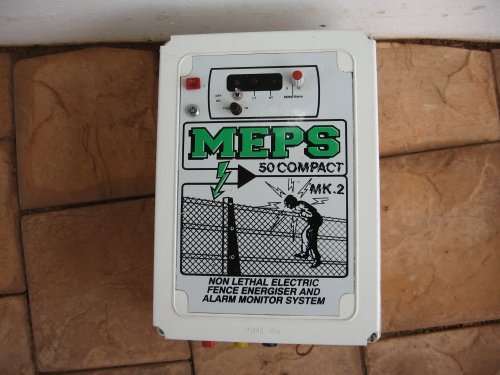 MEPS
50 COMPACT
MK.2
NON LETHAL ELECTRIC
FENCE ENERGISER AND
ALARM MONITOR SYSTEM